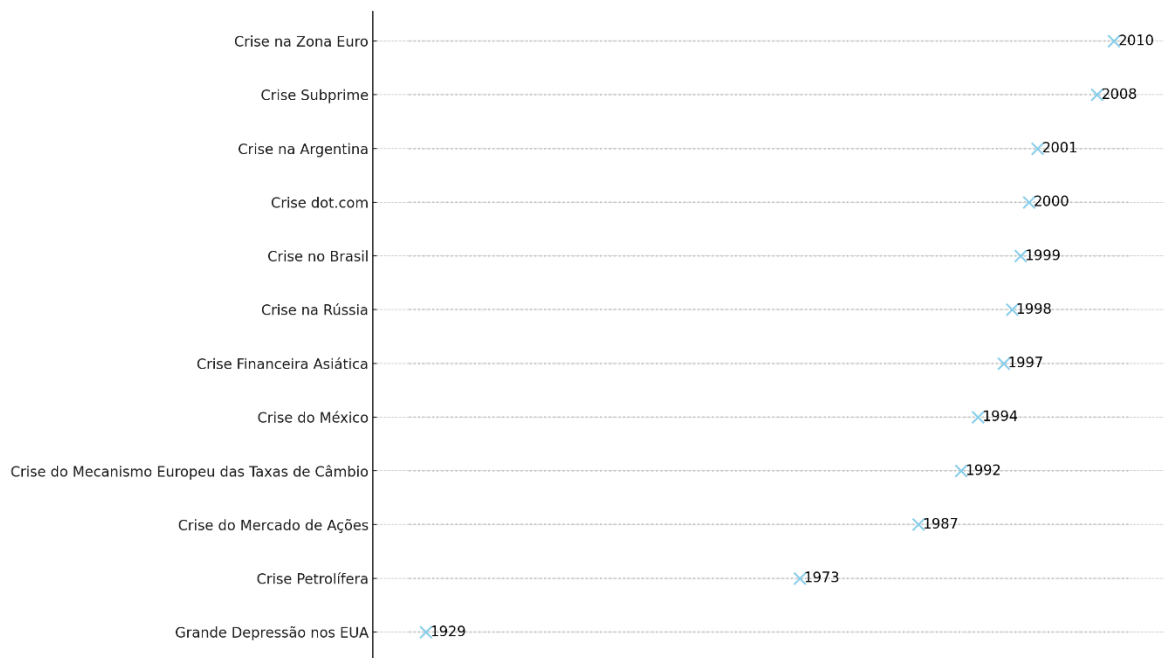 Crise na Zona Euro 2010
Crise Subprime 2008
Crise na Argentina 2001
Crise dot.com 2000
Crise no Brasil 1999
Crise na Rússia 1998
Crise Financeira Asiática 1997
Crise do México 1994
Crise do Mecanismo Europeu das Taxas de Câmbio 1992
Crise do Mercado de Ações 1987
Crise Petrolífera 1973
Grande Depressão nos EUA 1929